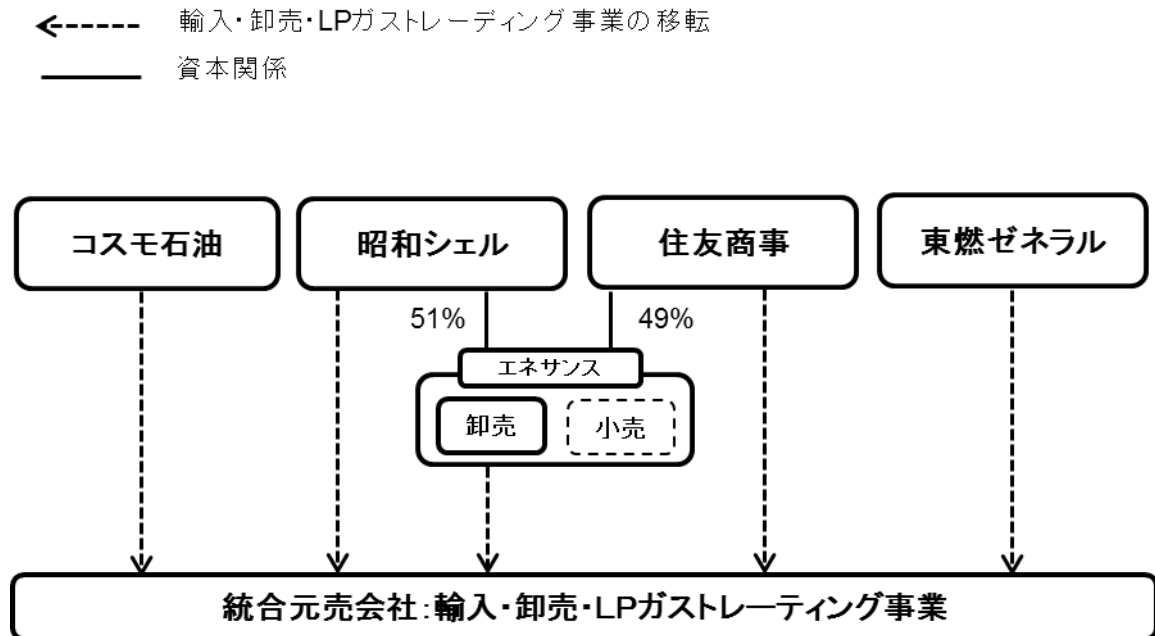 輸入・卸売・LPガストレーディング事業の移転
資本関係
コスモ石油
昭和シェル
住友商事
東燃ゼネラル
51%
49%
エネサンス
卸売
小売
統合元売会社:輸入・卸売・LPガストレーティング事業